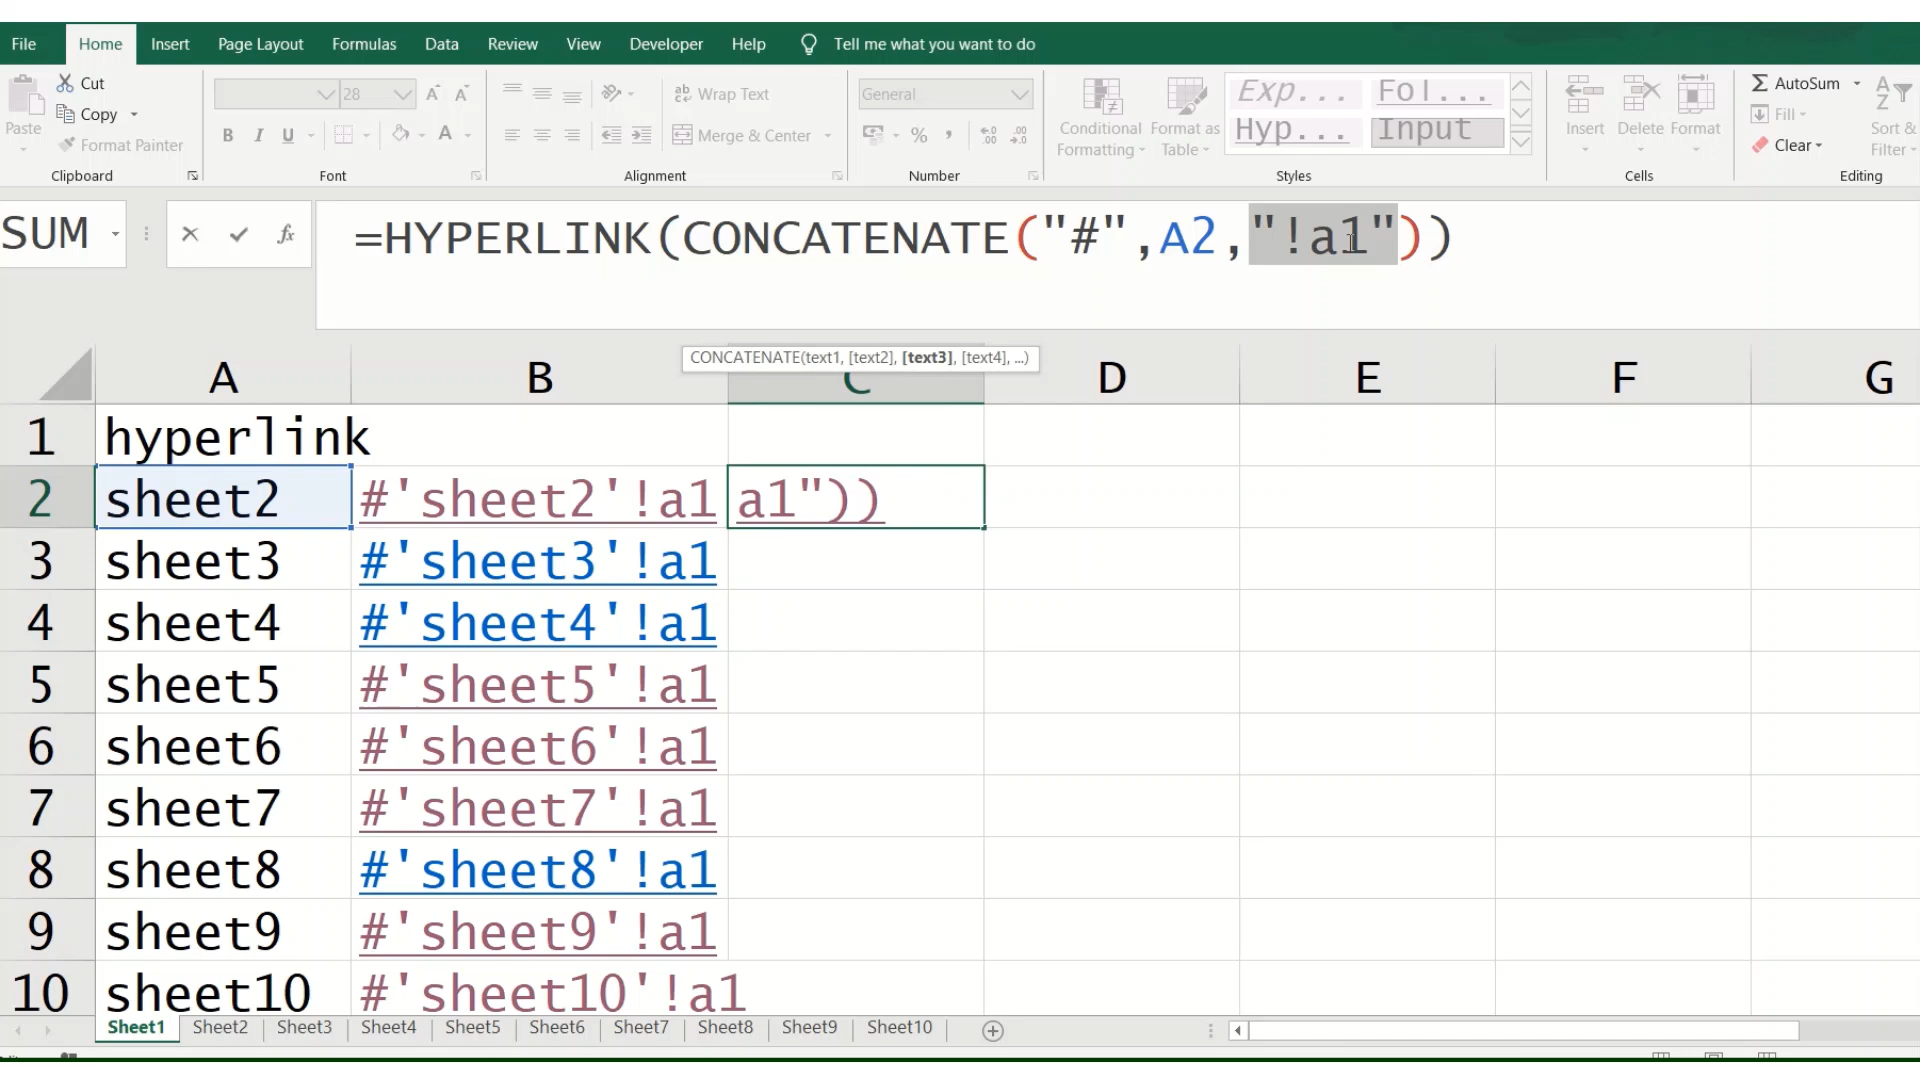 File Home Insert Page Layout Formulas Data Review View Developer Help Tell me what you want to do
Paste Cut Copy Format Painter
Clipboard
28
B I U A
Font
ab Wrap Text
Merge & Center
Alignment
General
% ,
Number
Conditional Formatting
Format as Table
Exp... Fol...
Hyp... Input
Styles
Insert Delete Format
Cells
Σ AutoSum
Fill
Clear
Sort & Filter
Editing
SUM fx =HYPERLINK(CONCATENATE("#",A2,"!a1"))
CONCATENATE(text1, [text2], [text3], [text4], ...)
A B C D E F G
1 hyperlink
2 sheet2 #'sheet2'!a1 a1"))
3 sheet3 #'sheet3'!a1
4 sheet4 #'sheet4'!a1
5 sheet5 #'sheet5'!a1
6 sheet6 #'sheet6'!a1
7 sheet7 #'sheet7'!a1
8 sheet8 #'sheet8'!a1
9 sheet9 #'sheet9'!a1
10 sheet10 #'sheet10'!a1
Sheet1 Sheet2 Sheet3 Sheet4 Sheet5 Sheet6 Sheet7 Sheet8 Sheet9 Sheet10